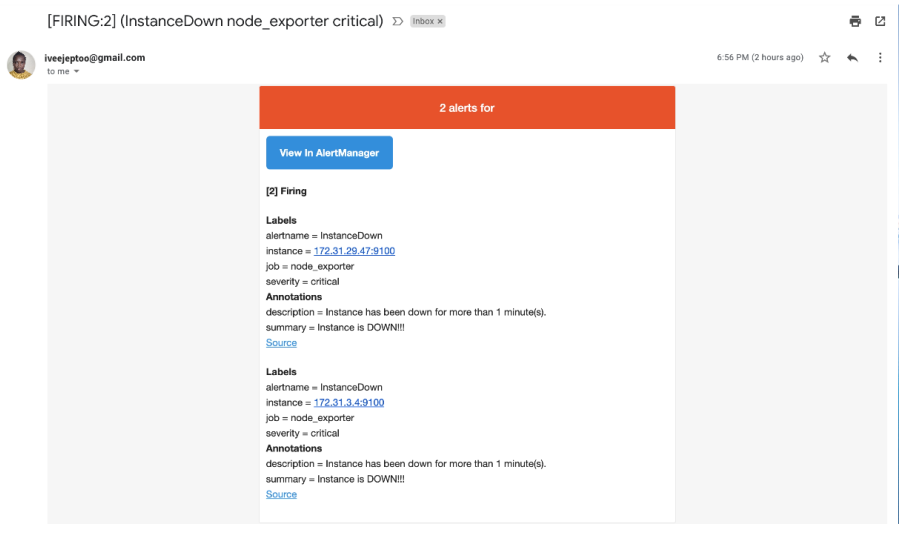 [FIRING:2] (InstanceDown node_exporter critical) Inbox ×
iveejeptoo@gmail.com 6:56 PM (2 hours ago)
to me
2 alerts for
View In AlertManager
[2] Firing
Labels
alertname = InstanceDown
instance = 172.31.29.47:9100
job = node_exporter
severity = critical
Annotations
description = Instance has been down for more than 1 minute(s).
summary = Instance is DOWN!!!
Source
Labels
alertname = InstanceDown
instance = 172.31.3.4:9100
job = node_exporter
severity = critical
Annotations
description = Instance has been down for more than 1 minute(s).
summary = Instance is DOWN!!!
Source